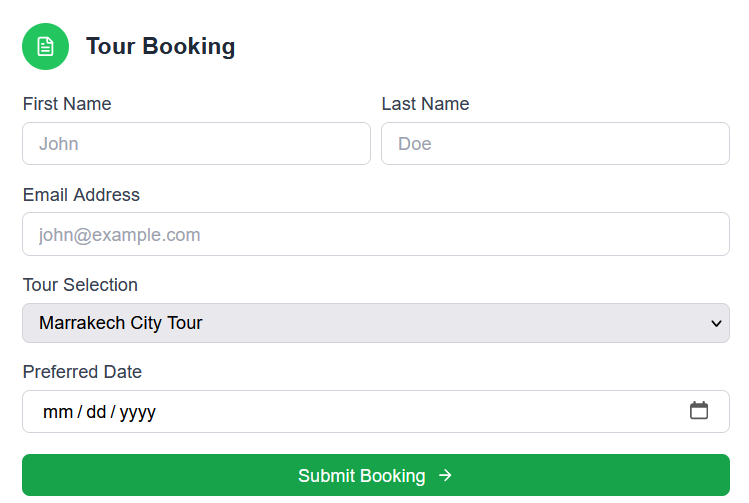 Tour Booking
First Name
Last Name
John
Doe
Email Address
john@example.com
Tour Selection
Marrakech City Tour
Preferred Date
mm / dd / yyyy
Submit Booking →